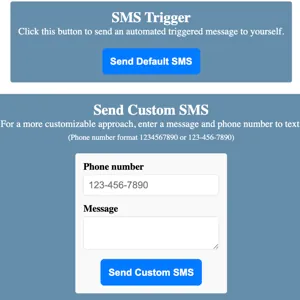 SMS Trigger
Click this button to send an automated triggered message to yourself.
Send Default SMS
Send Custom SMS
For a more customizable approach, enter a message and phone number to text
(Phone number format 1234567890 or 123-456-7890)
Phone number
123-456-7890
Message
Send Custom SMS